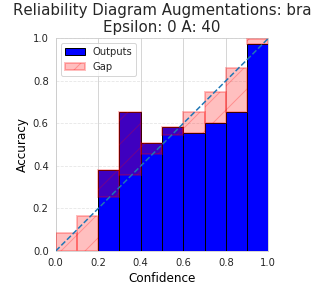 Reliability Diagram Augmentations: bra
Epsilon: 0 A: 40
1.0
0.8
0.6
0.4
0.2
0.0
Accuracy
Outputs
Gap
0.0 0.2 0.4 0.6 0.8 1.0
Confidence